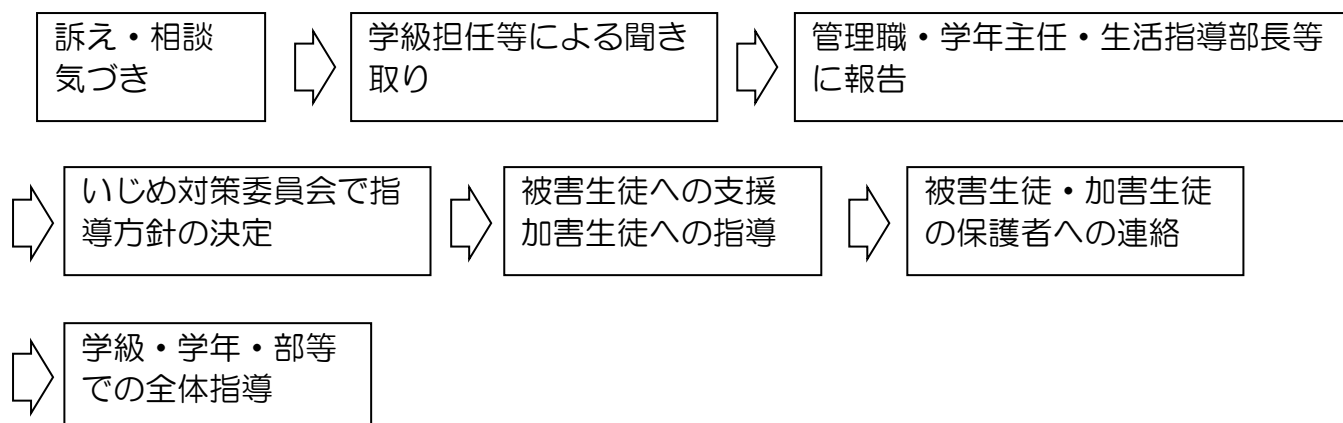 訴え・相談
気づき
学級担任等による聞き
取り
管理職・学年主任・生活指導部長等
に報告
いじめ対策委員会で指
導方針の決定
被害生徒への支援
加害生徒への指導
被害生徒・加害生徒
の保護者への連絡
学級・学年・部等
での全体指導